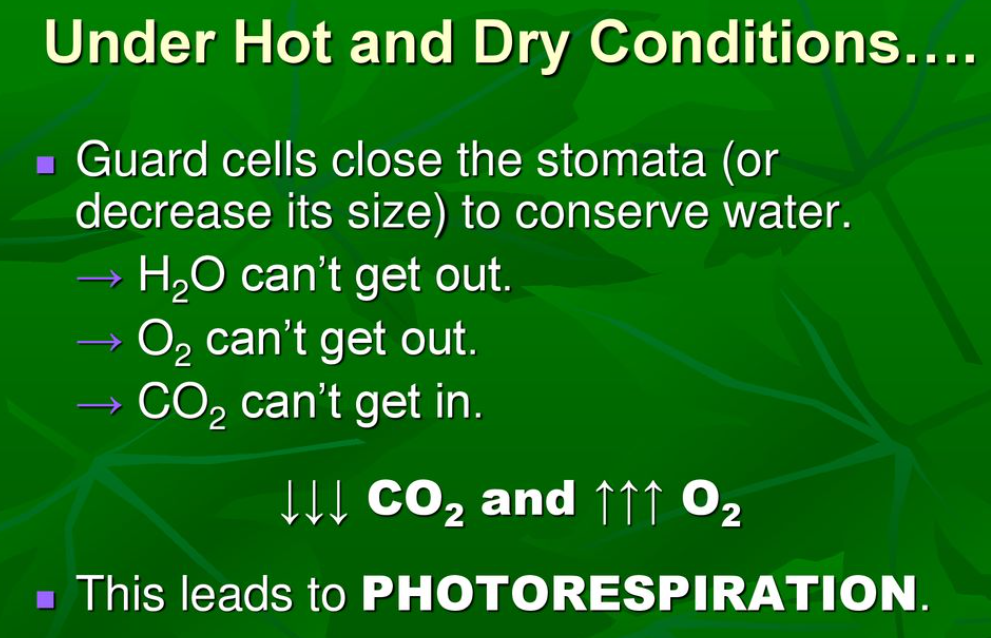 Under Hot and Dry Conditions….
▪ Guard cells close the stomata (or
decrease its size) to conserve water.
→ H₂O can’t get out.
→ O₂ can’t get out.
→ CO₂ can’t get in.
↓↓↓ CO₂ and ↑↑↑ O₂
▪ This leads to PHOTORESPIRATION.